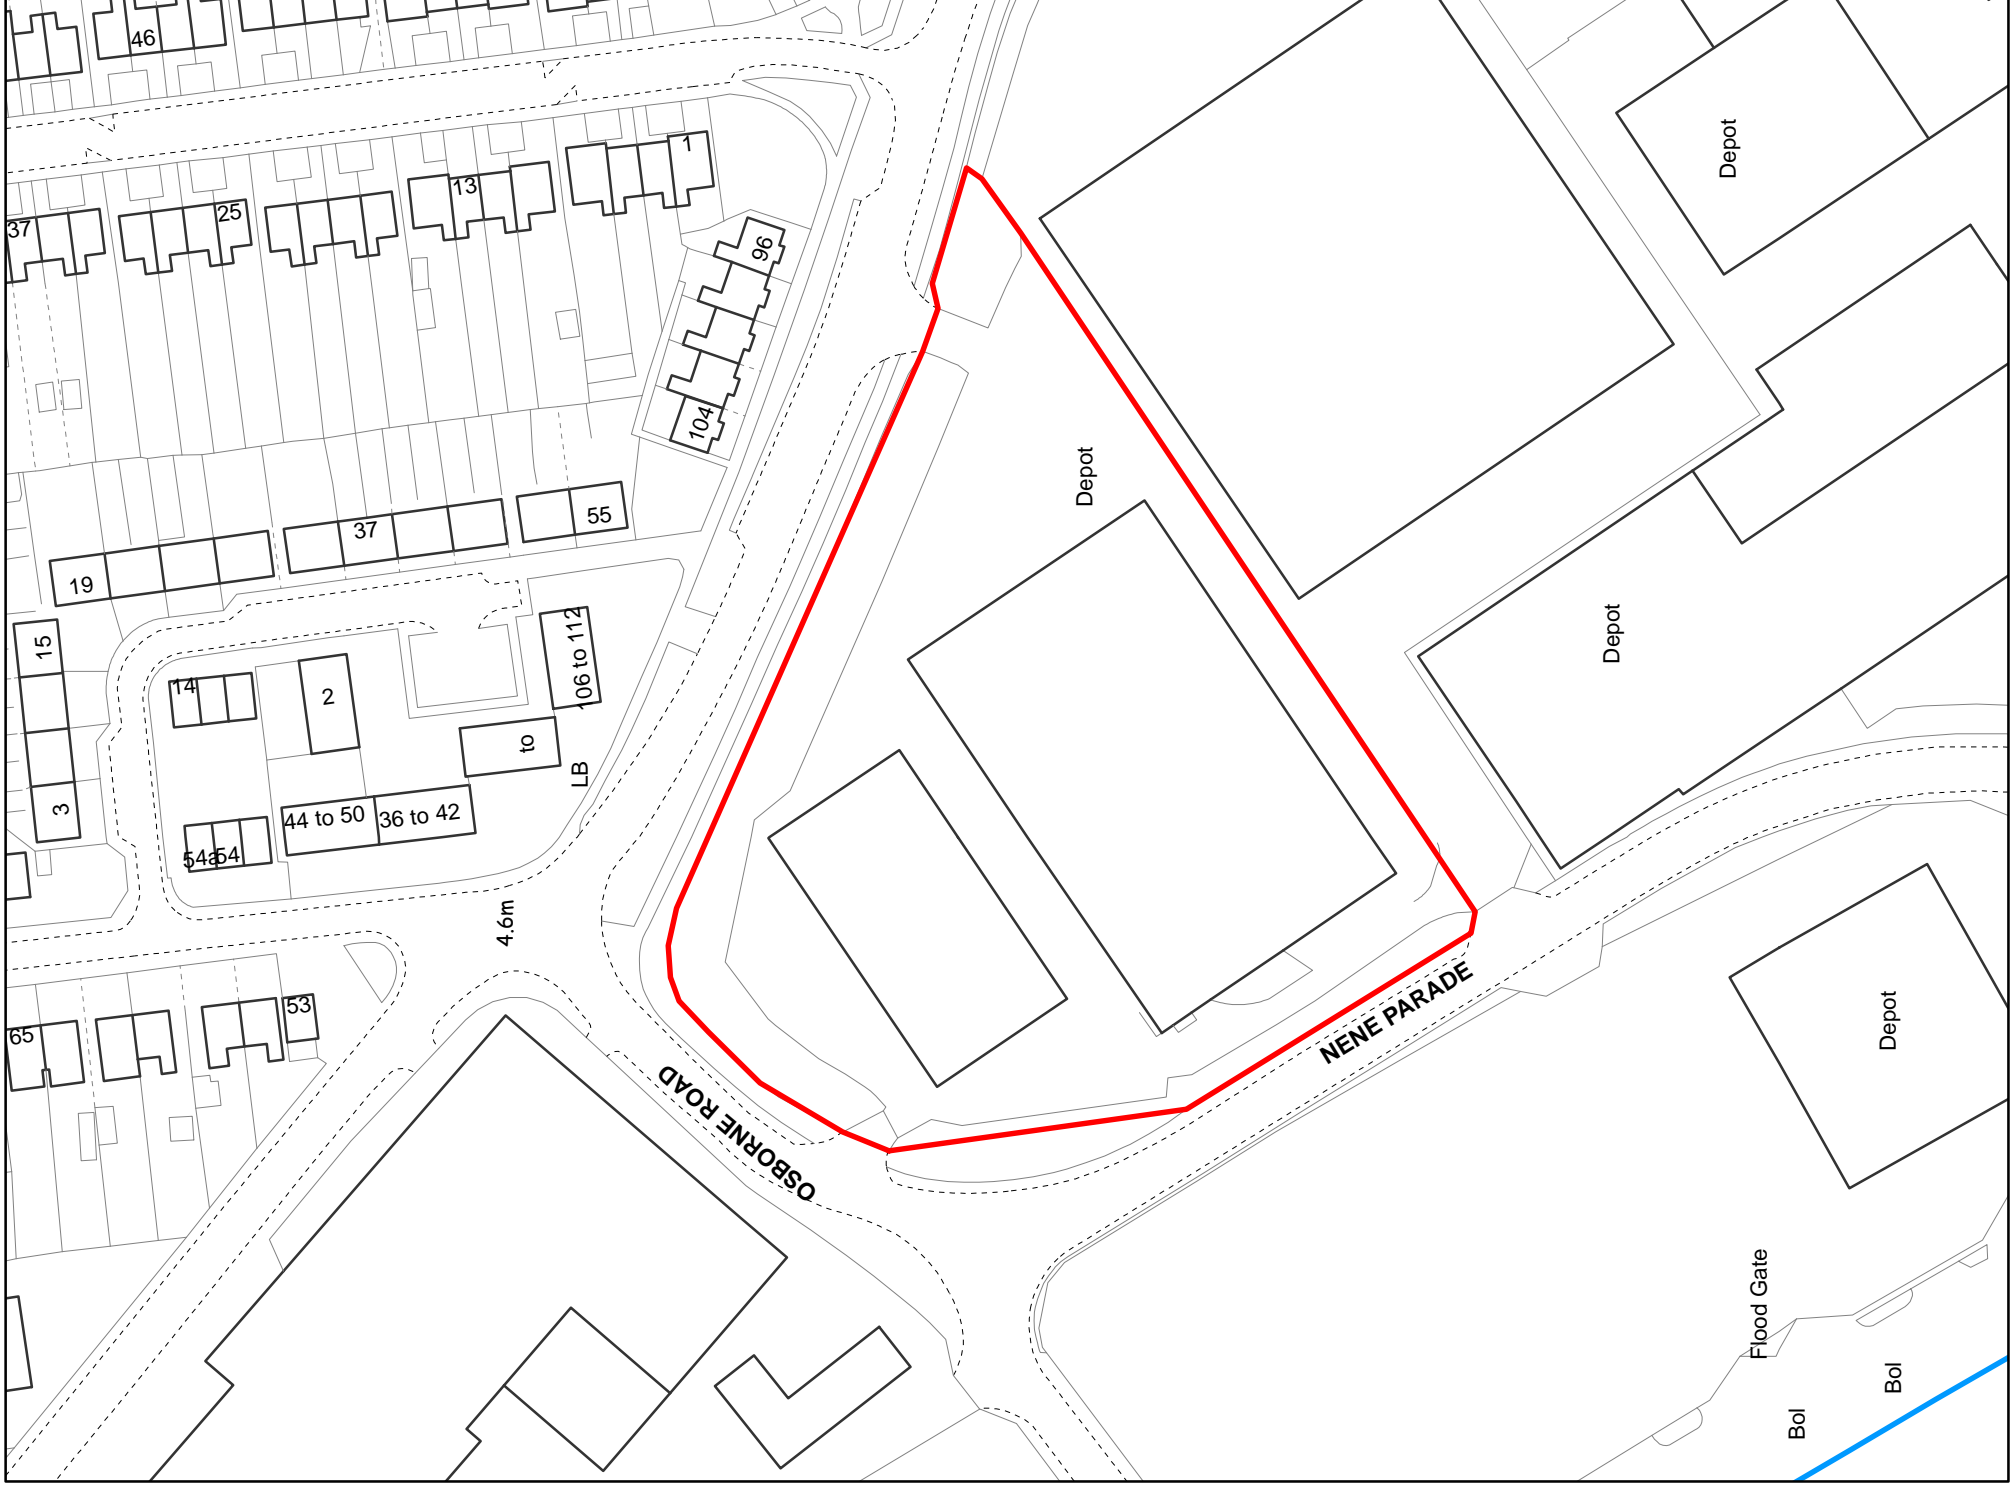 46
1
13
25
37
96
104
55
37
19
15
106 to 112
14
2
to
LB
3
44 to 50
36 to 42
54a
54
4.6m
53
65
Depot
Depot
Depot
Depot
OSBORNE ROAD
NENE PARADE
Flood Gate
Bol
Bol